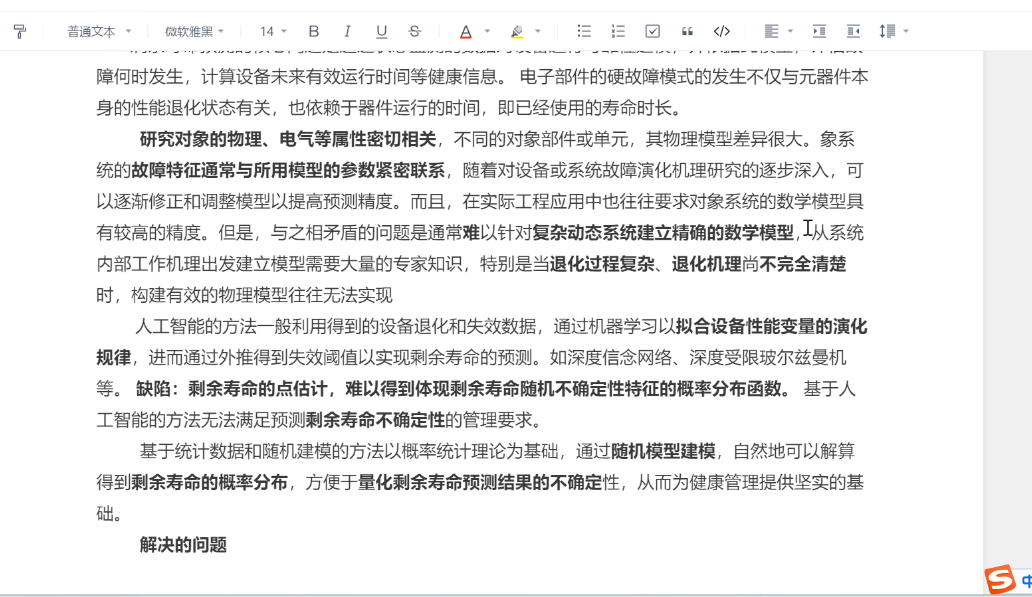 普通文本 微软雅黑 14 B I U S A
障何时发生，计算设备未来有效运行时间等健康信息。 电子部件的硬故障模式的发生不仅与元器件本
身的性能退化状态有关，也依赖于器件运行的时间，即已经使用的寿命时长。
研究对象的物理、电气等属性密切相关，不同的对象部件或单元，其物理模型差异很大。象系
统的故障特征通常与所用模型的参数紧密联系，随着对设备或系统故障演化机理研究的逐步深入，可
以逐渐修正和调整模型以提高预测精度。而且，在实际工程应用中也往往要求对象系统的数学模型具
有较高的精度。但是，与之相矛盾的问题是通常难以针对复杂动态系统建立精确的数学模型，从系统
内部工作机理出发建立模型需要大量的专家知识，特别是当退化过程复杂、退化机理尚不完全清楚
时，构建有效的物理模型往往无法实现
人工智能的方法一般利用得到的设备退化和失效数据，通过机器学习以拟合设备性能变量的演化
规律，进而通过外推得到失效阈值以实现剩余寿命的预测。如深度信念网络、深度受限玻尔兹曼机
等。 缺陷：剩余寿命的点估计，难以得到体现剩余寿命随机不确定性特征的概率分布函数。 基于人
工智能的方法无法满足预测剩余寿命不确定性的管理要求。
基于统计数据和随机建模的方法以概率统计理论为基础，通过随机模型建模，自然地可以解算
得到剩余寿命的概率分布，方便于量化剩余寿命预测结果的不确定性，从而为健康管理提供坚实的基
础。
解决的问题
S